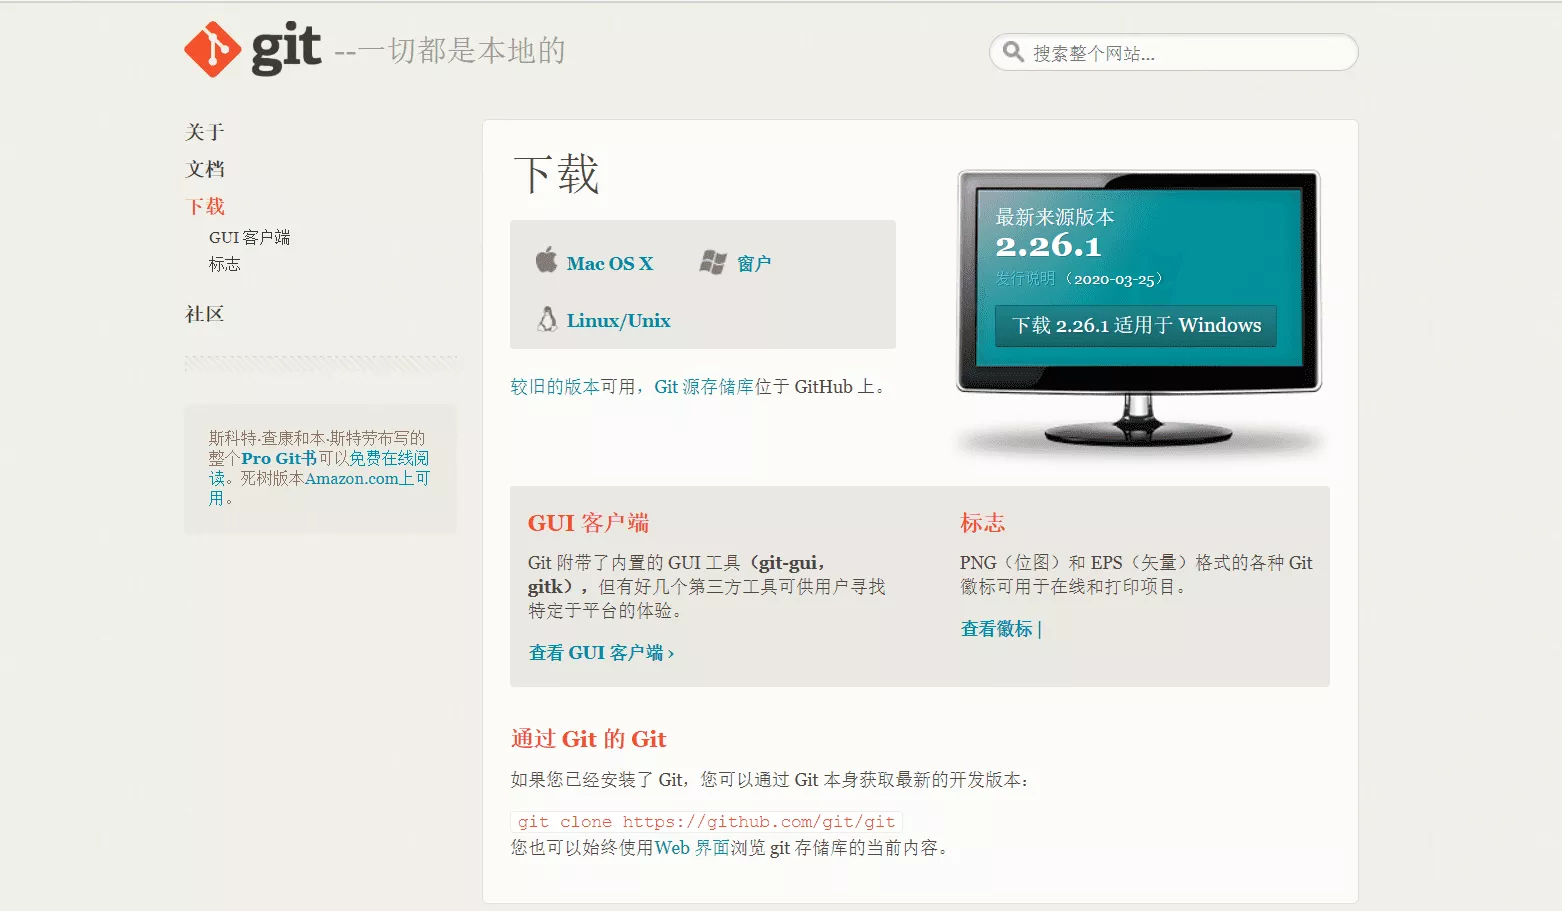 git --一切都是本地的
搜索整个网站...
关于
文档
下载
GUI 客户端
标志
社区
斯科特·查康和本·斯特劳布写的
整个Pro Git书可以免费在线阅
读。死树版本Amazon.com上可
用。
下载
Mac OS X
窗户
Linux/Unix
较旧的版本可用，Git 源存储库位于 GitHub 上。
最新来源版本
2.26.1
发行说明（2020-03-25）
下载 2.26.1 适用于 Windows
GUI 客户端
Git 附带了内置的 GUI 工具（git-gui，
gitk），但有好几个第三方工具可供用户寻找
特定于平台的体验。
查看 GUI 客户端 ›
标志
PNG（位图）和 EPS（矢量）格式的各种 Git
徽标可用于在线和打印项目。
查看徽标 |
通过 Git 的 Git
如果您已经安装了 Git，您可以通过 Git 本身获取最新的开发版本：
git clone https://github.com/git/git
您也可以始终使用Web 界面浏览 git 存储库的当前内容。